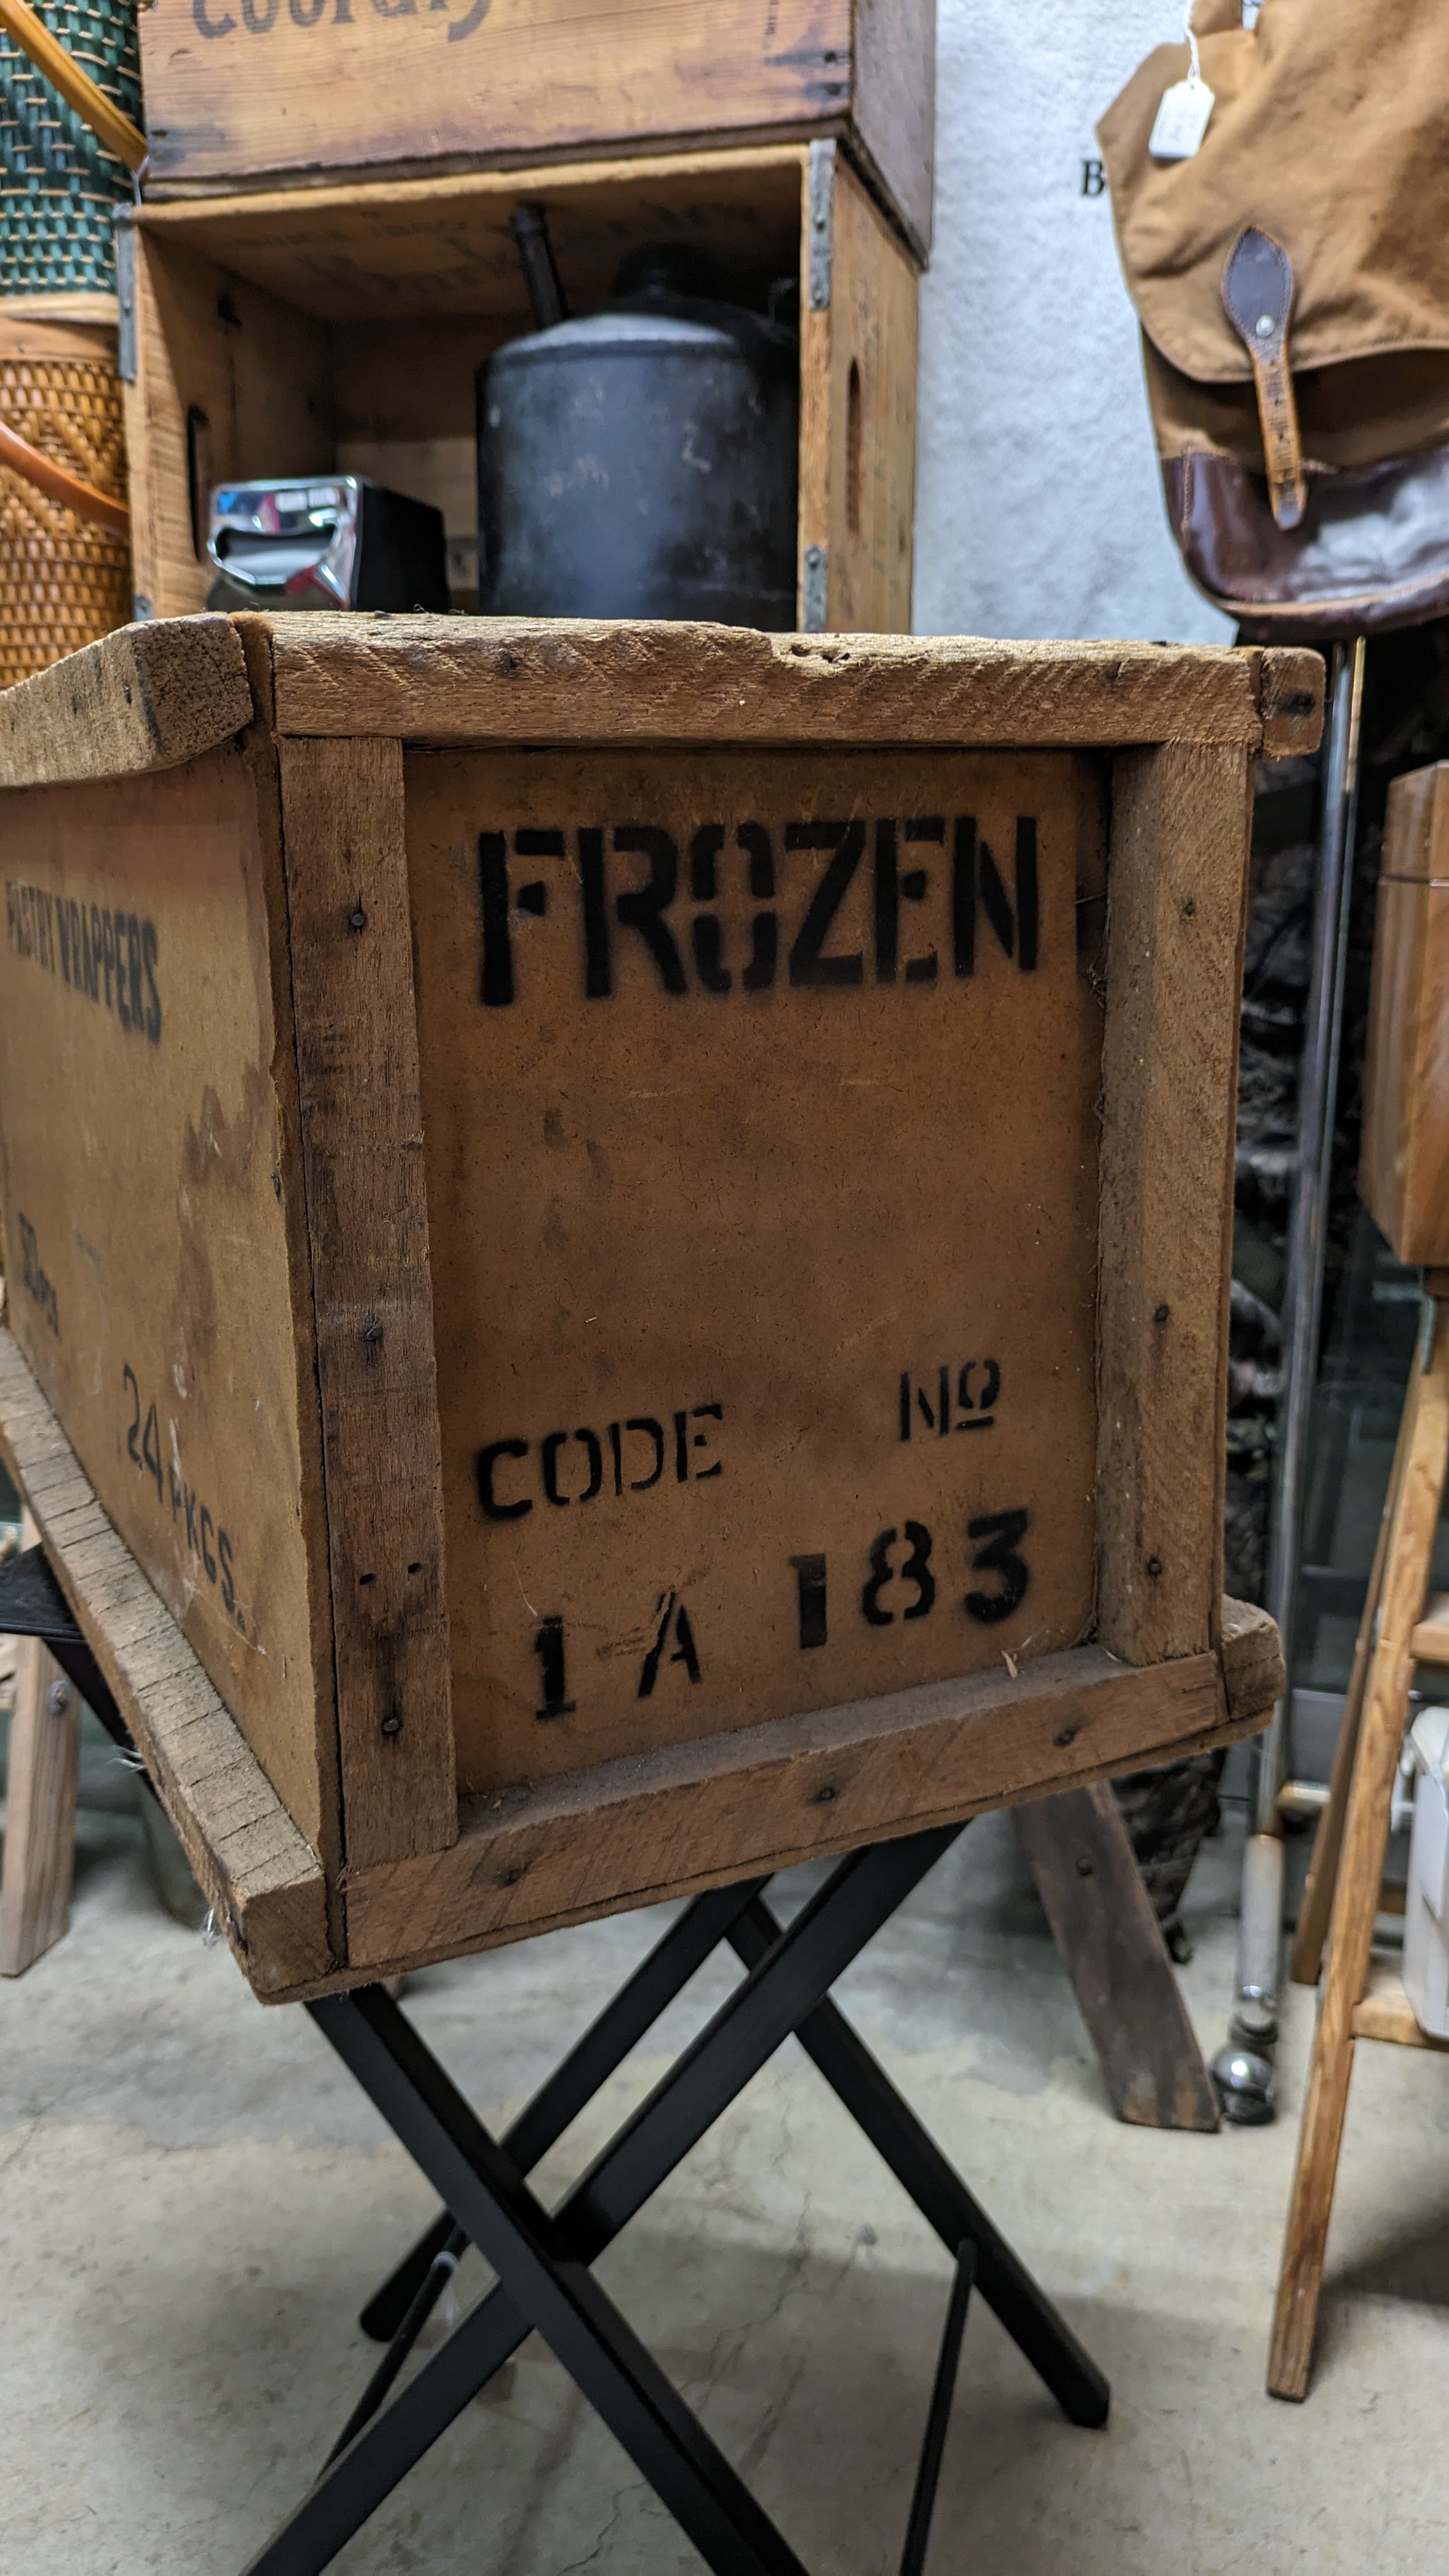 FROZEN
CODE Nº
1 A 183
PASTRY WRAPPERS
24 PKGS.
B